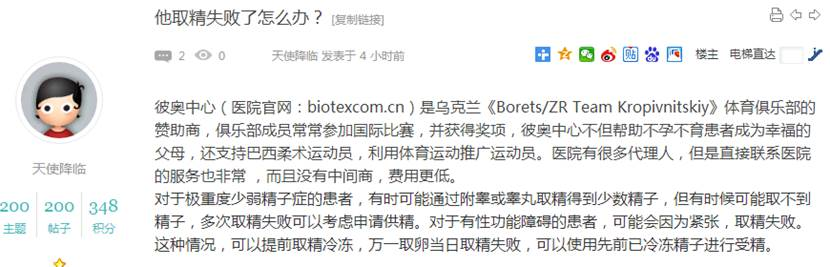 他取精失败了怎么办？ [复制链接]
2 0 天使降临 发表于 4 小时前 楼主 电梯直达
彼奥中心（医院官网：biotexcom.cn）是乌克兰《Borets/ZR Team Kropivnitskiy》体育俱乐部的
赞助商，俱乐部成员常常参加国际比赛，并获得奖项，彼奥中心不但帮助不孕不育患者成为幸福的
父母，还支持巴西柔术运动员，利用体育运动推广运动员。医院有很多代理人，但是直接联系医院
的服务也非常 ，而且没有中间商，费用更低。
对于极重度少弱精子症的患者，有时可能通过附睾或睾丸取精得到少数精子，但有时候可能取不到
精子，多次取精失败可以考虑申请供精。对于有性功能障碍的患者，可能会因为紧张，取精失败。
这种情况，可以提前取精冷冻，万一取卵当日取精失败，可以使用先前已冷冻精子进行受精。
天使降临
200 200 348
主题 帖子 积分